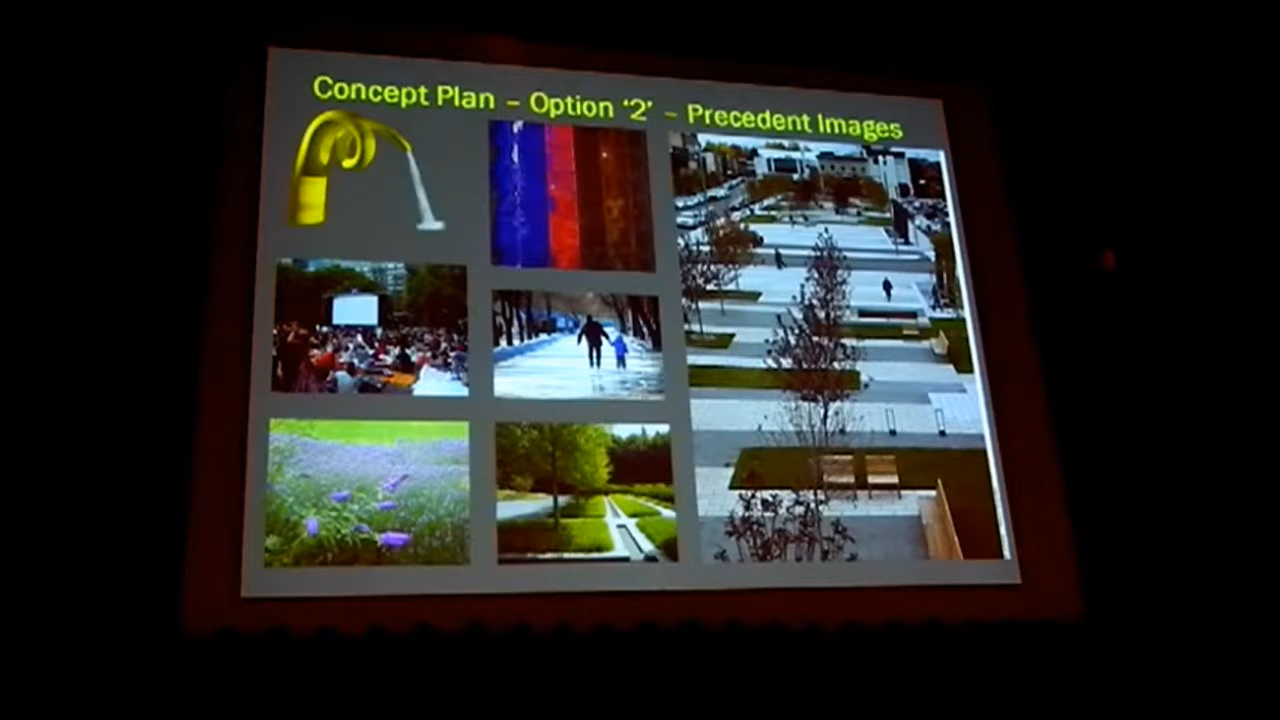 Concept Plan – Option ‘2’ – Precedent Images